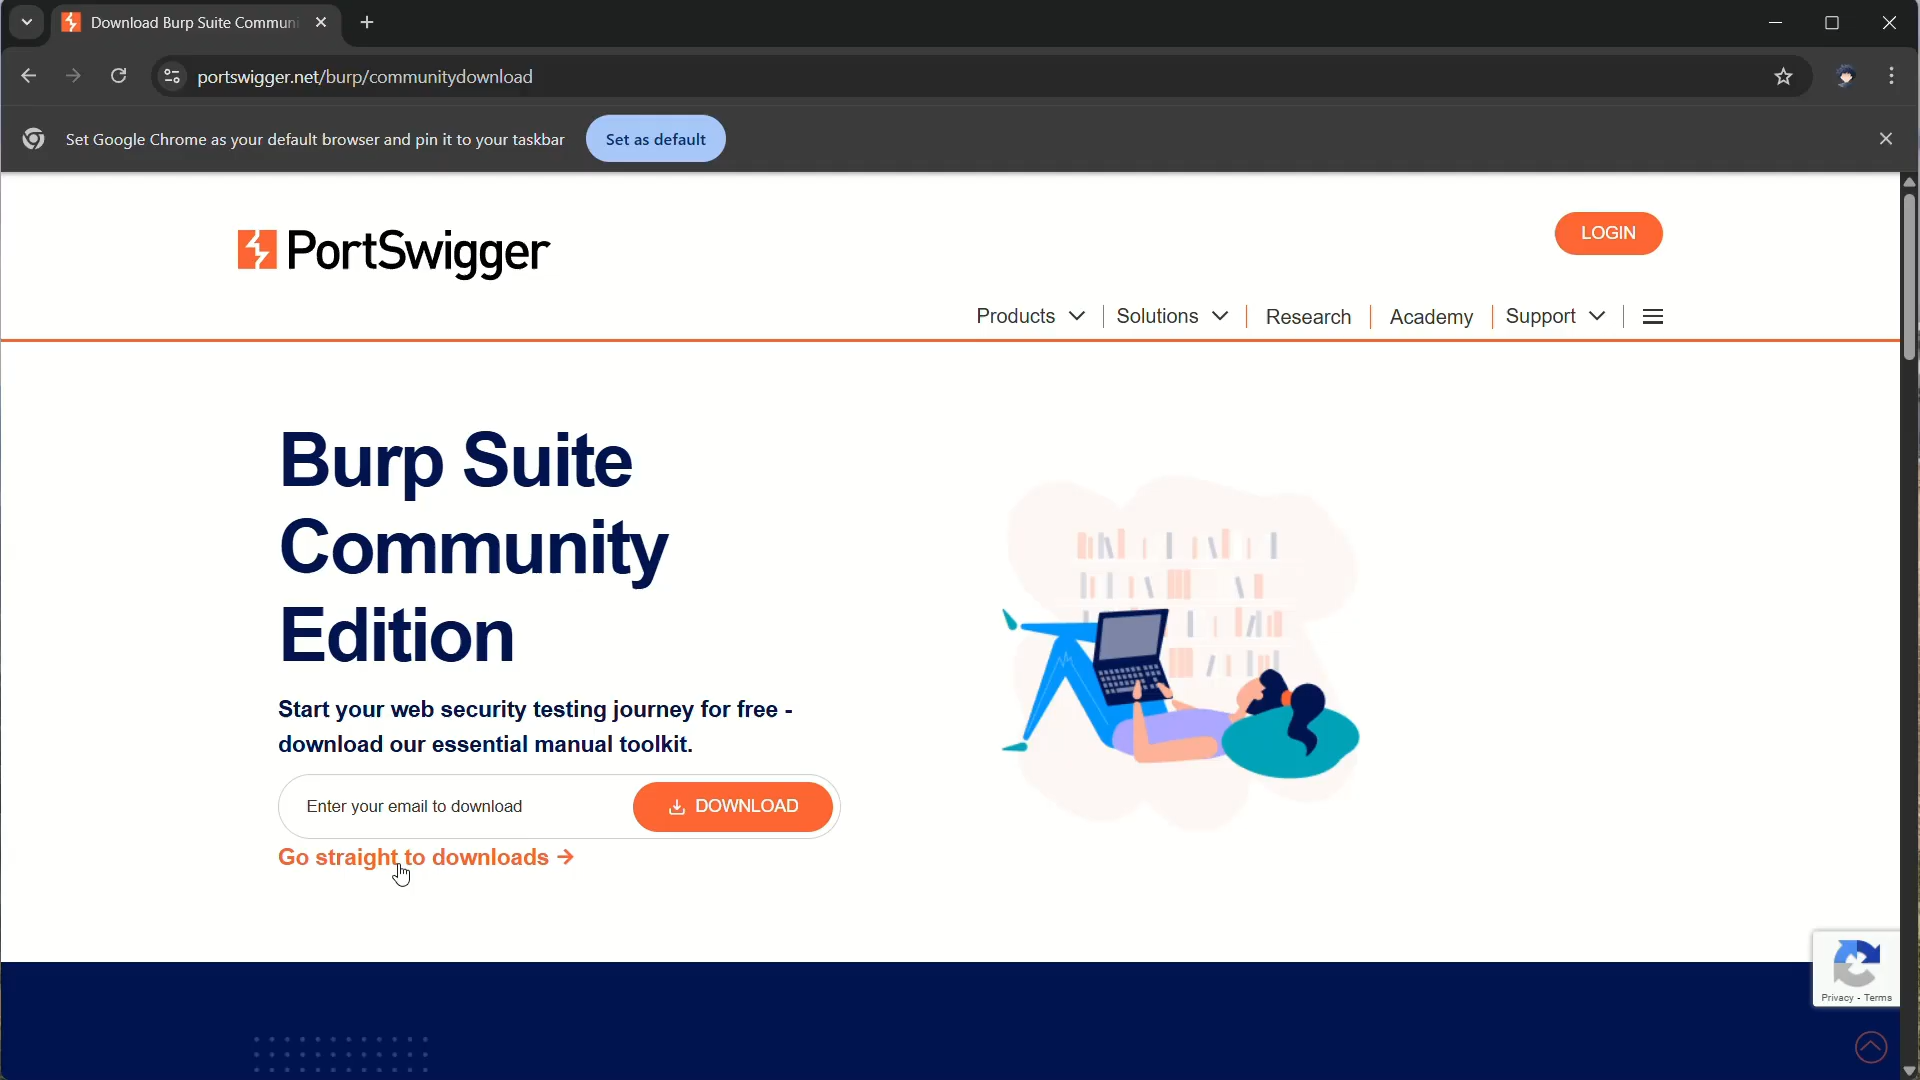 Download Burp Suite Commun
portswigger.net/burp/communitydownload
Set Google Chrome as your default browser and pin it to your taskbar
Set as default
PortSwigger
LOGIN
Products
Solutions
Research
Academy
Support
Burp Suite
Community
Edition
Start your web security testing journey for free -
download our essential manual toolkit.
Enter your email to download
DOWNLOAD
Go straight to downloads →
Privacy - Terms